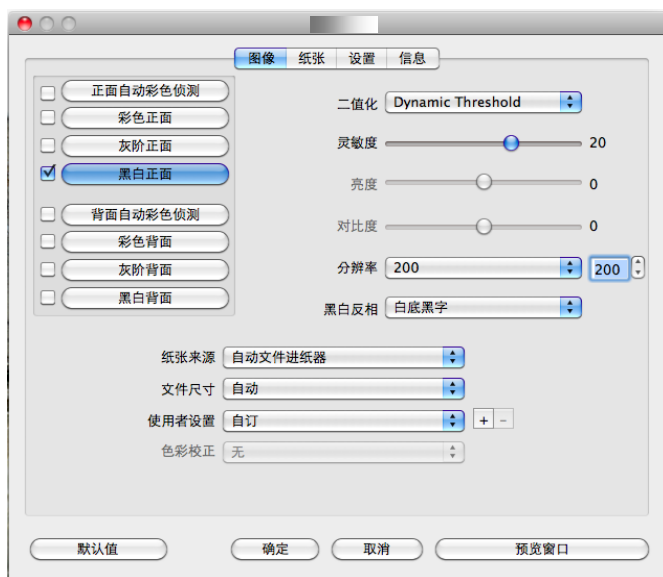 图像 纸张 设置 信息
正面自动彩色侦测
彩色正面
灰阶正面
黑白正面
背面自动彩色侦测
彩色背面
灰阶背面
黑白背面
二值化 Dynamic Threshold
灵敏度 20
亮度 0
对比度 0
分辨率 200 200
黑白反相 白底黑字
纸张来源 自动文件进纸器
文件尺寸 自动
使用者设置 自订 + -
色彩校正 无
默认值 确定 取消 预览窗口